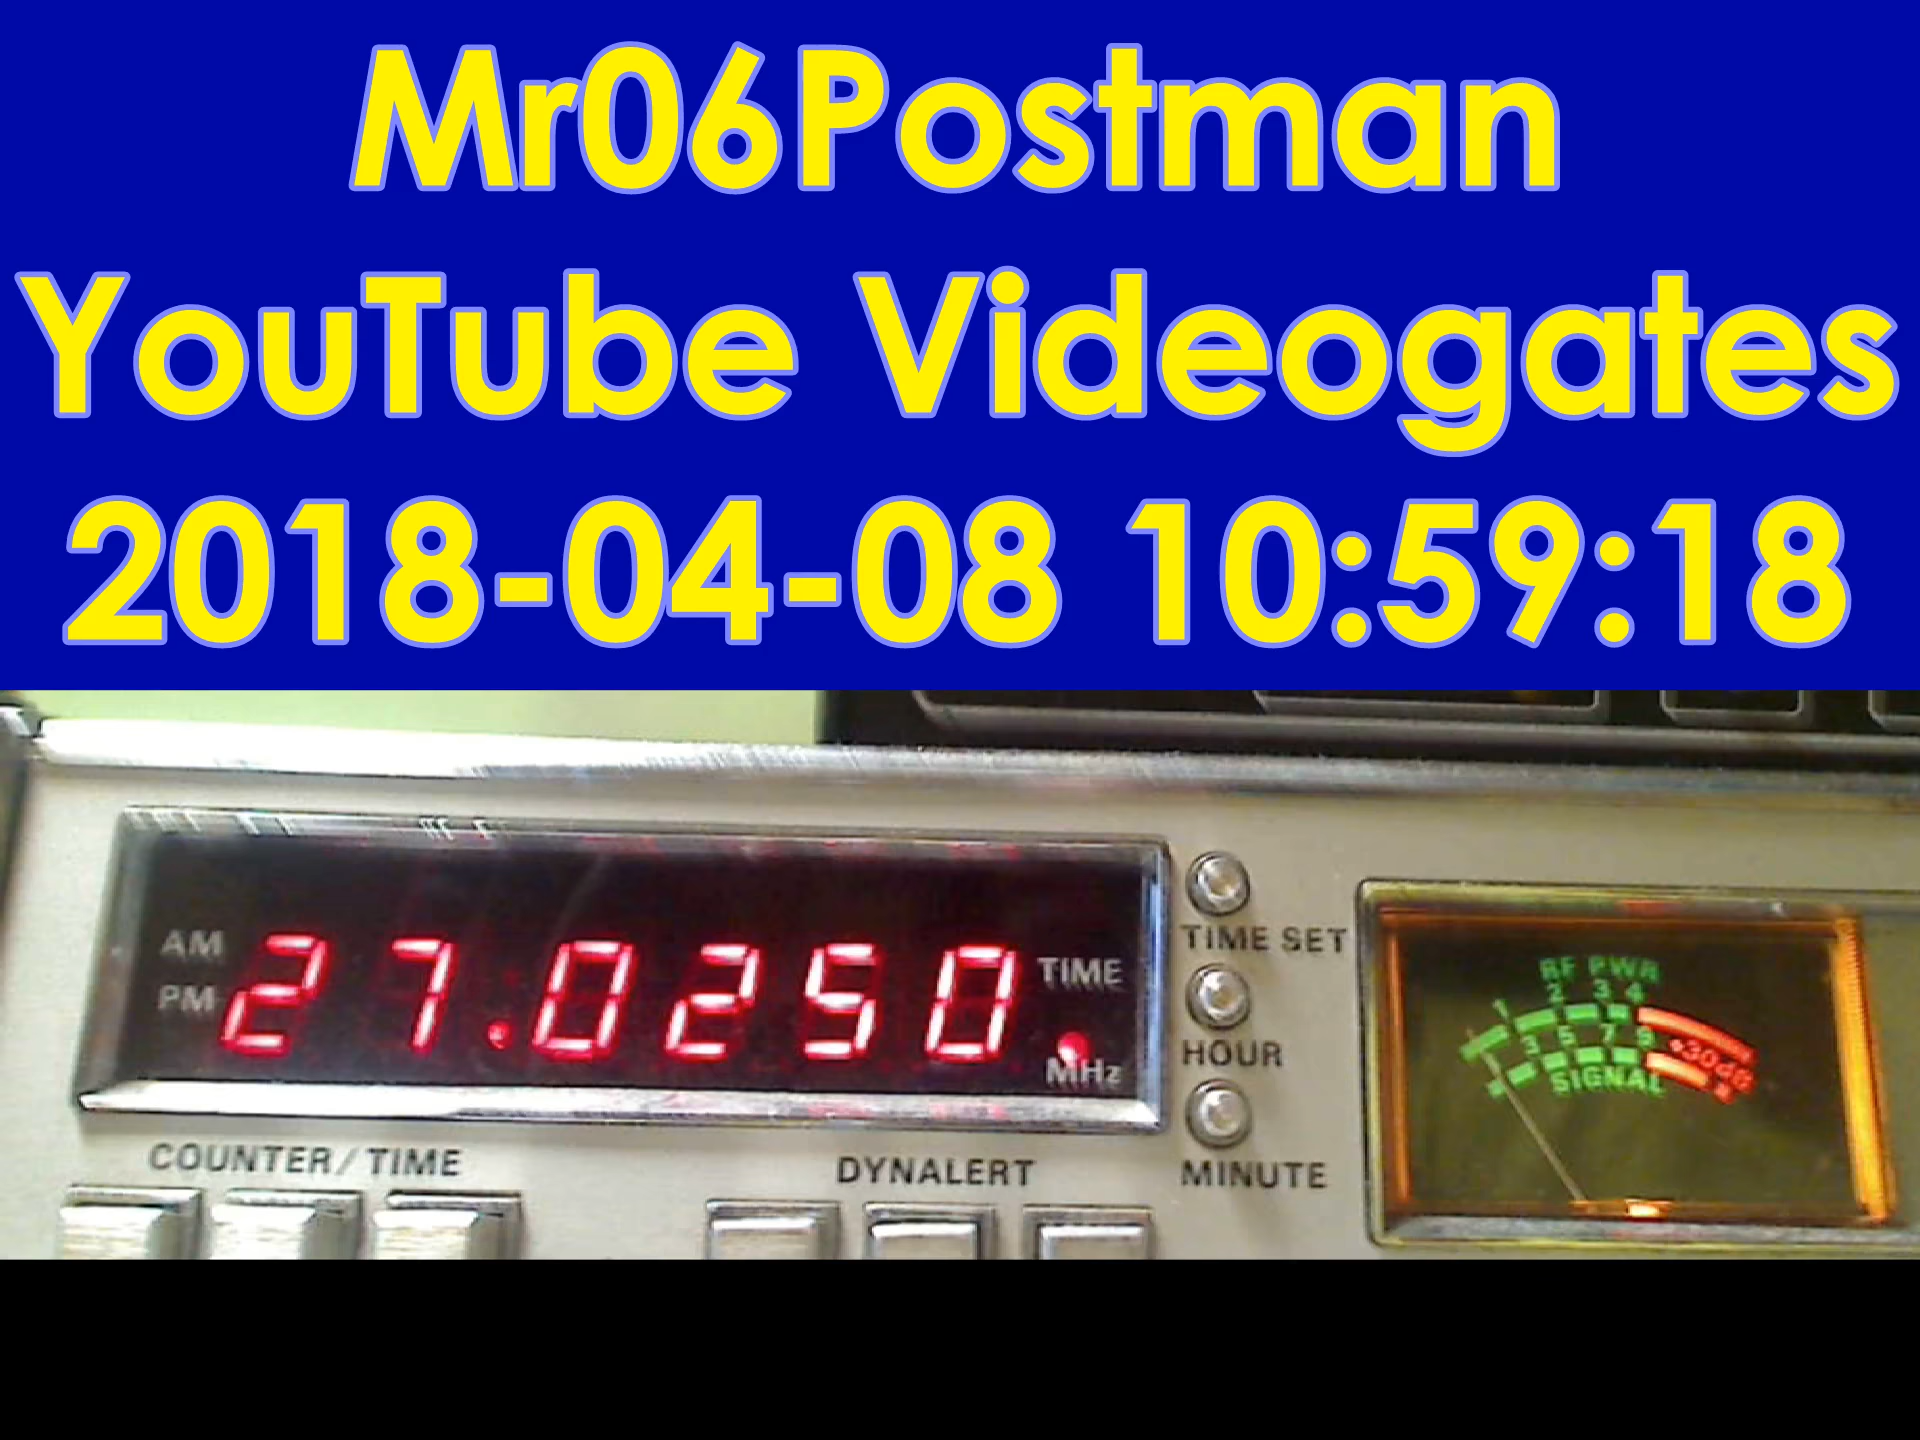 Mr06Postman
YouTube Videogates
2018-04-08 10:59:18
AM
PM
27.0250.
TIME
MHz
TIME SET
HOUR
MINUTE
COUNTER/TIME
DYNALERT
RF PWR
1 2 3 4
3 5 7 9 +30dB
SIGNAL